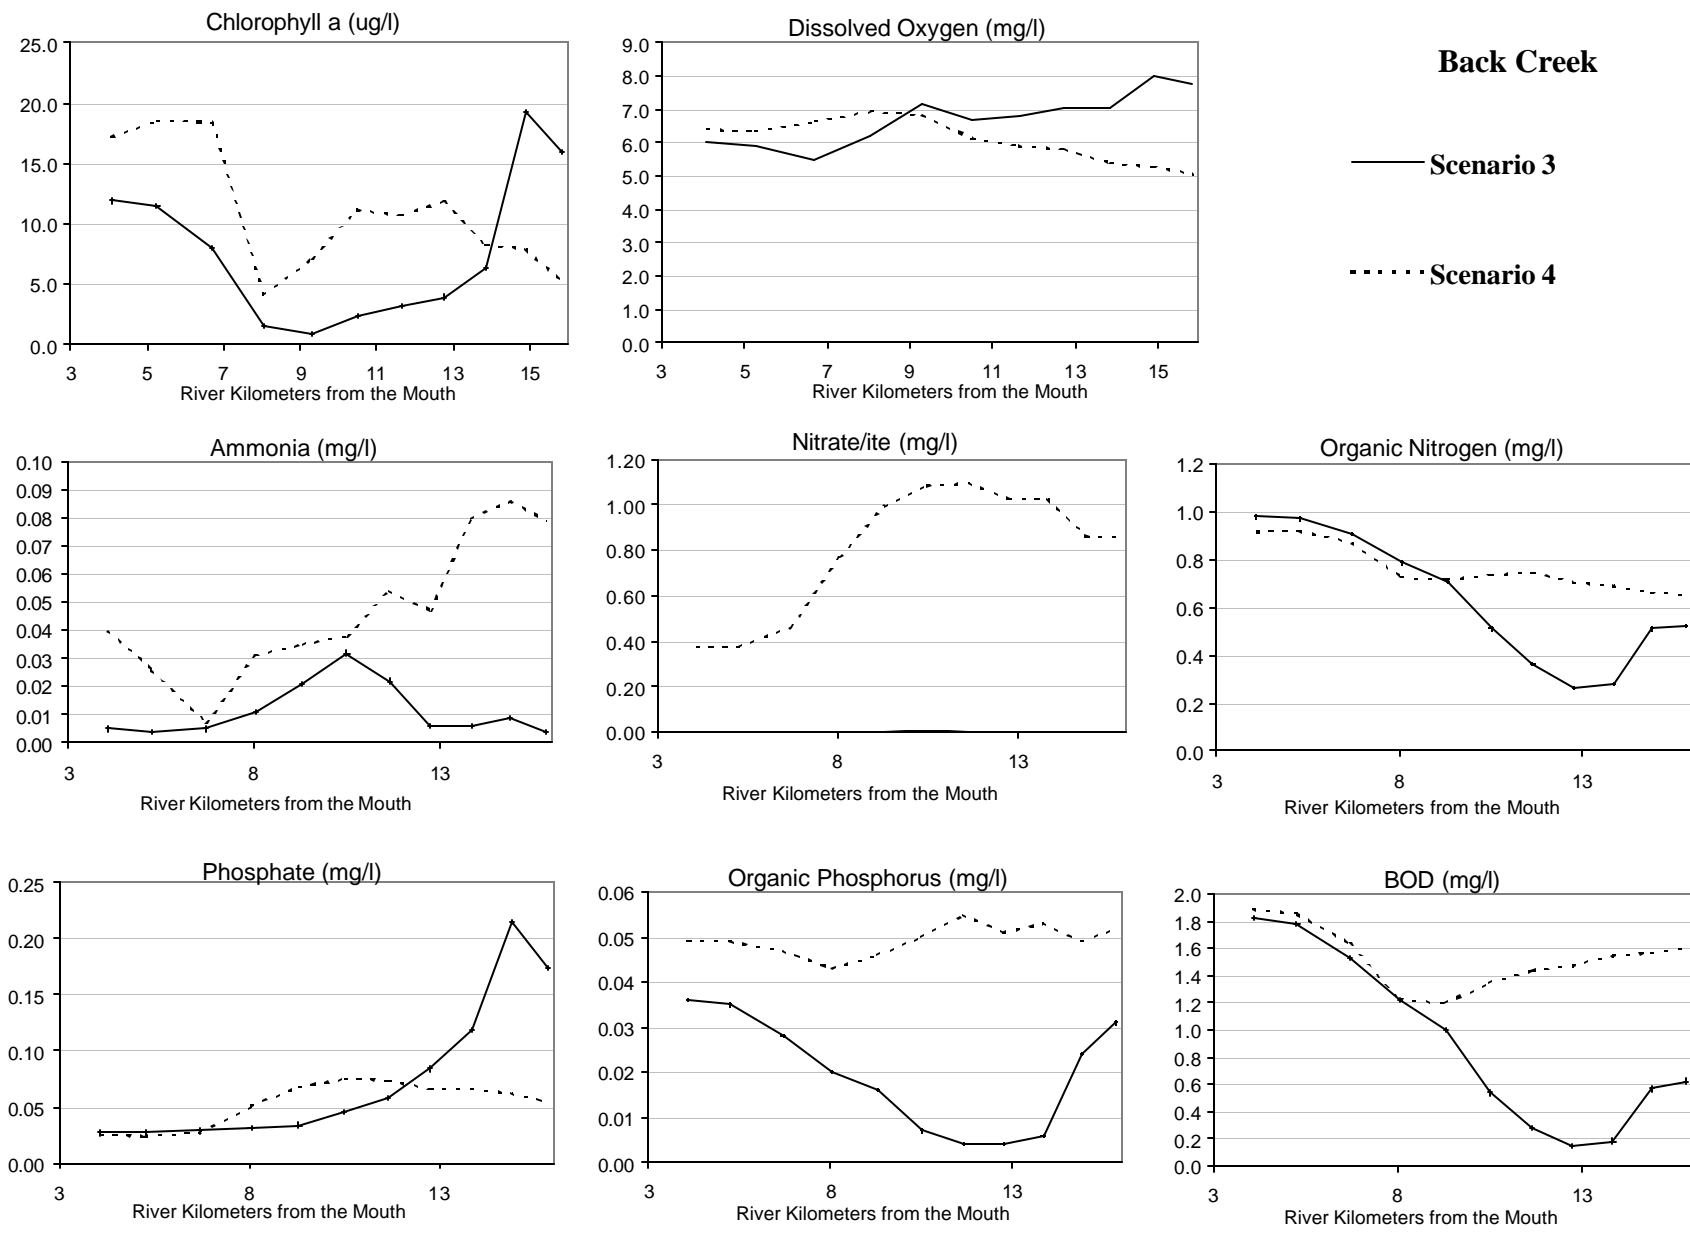 Chlorophyll a (ug/l)
25.0
20.0
15.0
10.0
5.0
0.0
3 5 7 9 11 13 15
River Kilometers from the Mouth
Dissolved Oxygen (mg/l)
9.0
8.0
7.0
6.0
5.0
4.0
3.0
2.0
1.0
0.0
3 5 7 9 11 13 15
River Kilometers from the Mouth
Back Creek
Scenario 3
Scenario 4
Ammonia (mg/l)
0.10
0.09
0.08
0.07
0.06
0.05
0.04
0.03
0.02
0.01
0.00
3 8 13
River Kilometers from the Mouth
Nitrate/ite (mg/l)
1.20
1.00
0.80
0.60
0.40
0.20
0.00
3 8 13
River Kilometers from the Mouth
Organic Nitrogen (mg/l)
1.2
1.0
0.8
0.6
0.4
0.2
0.0
3 8 13
River Kilometers from the Mouth
Phosphate (mg/l)
0.25
0.20
0.15
0.10
0.05
0.00
3 8 13
River Kilometers from the Mouth
Organic Phosphorus (mg/l)
0.06
0.05
0.04
0.03
0.02
0.01
0.00
3 8 13
River Kilometers from the Mouth
BOD (mg/l)
2.0
1.8
1.6
1.4
1.2
1.0
0.8
0.6
0.4
0.2
0.0
3 8 13
River Kilometers from the Mouth